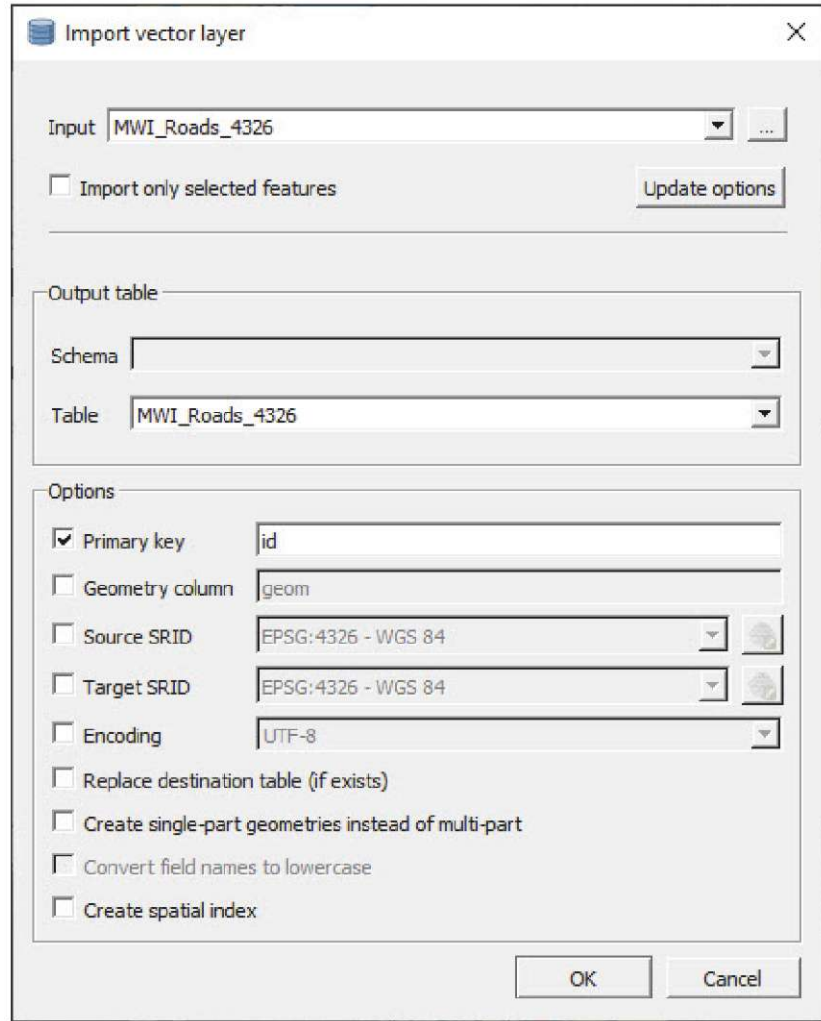 Import vector layer
Input MWI_Roads_4326 ...
Import only selected features Update options
Output table
Schema
Table MWI_Roads_4326
Options
Primary key id
Geometry column geom
Source SRID EPSG:4326 - WGS 84
Target SRID EPSG:4326 - WGS 84
Encoding UTF-8
Replace destination table (if exists)
Create single-part geometries instead of multi-part
Convert field names to lowercase
Create spatial index
OK Cancel